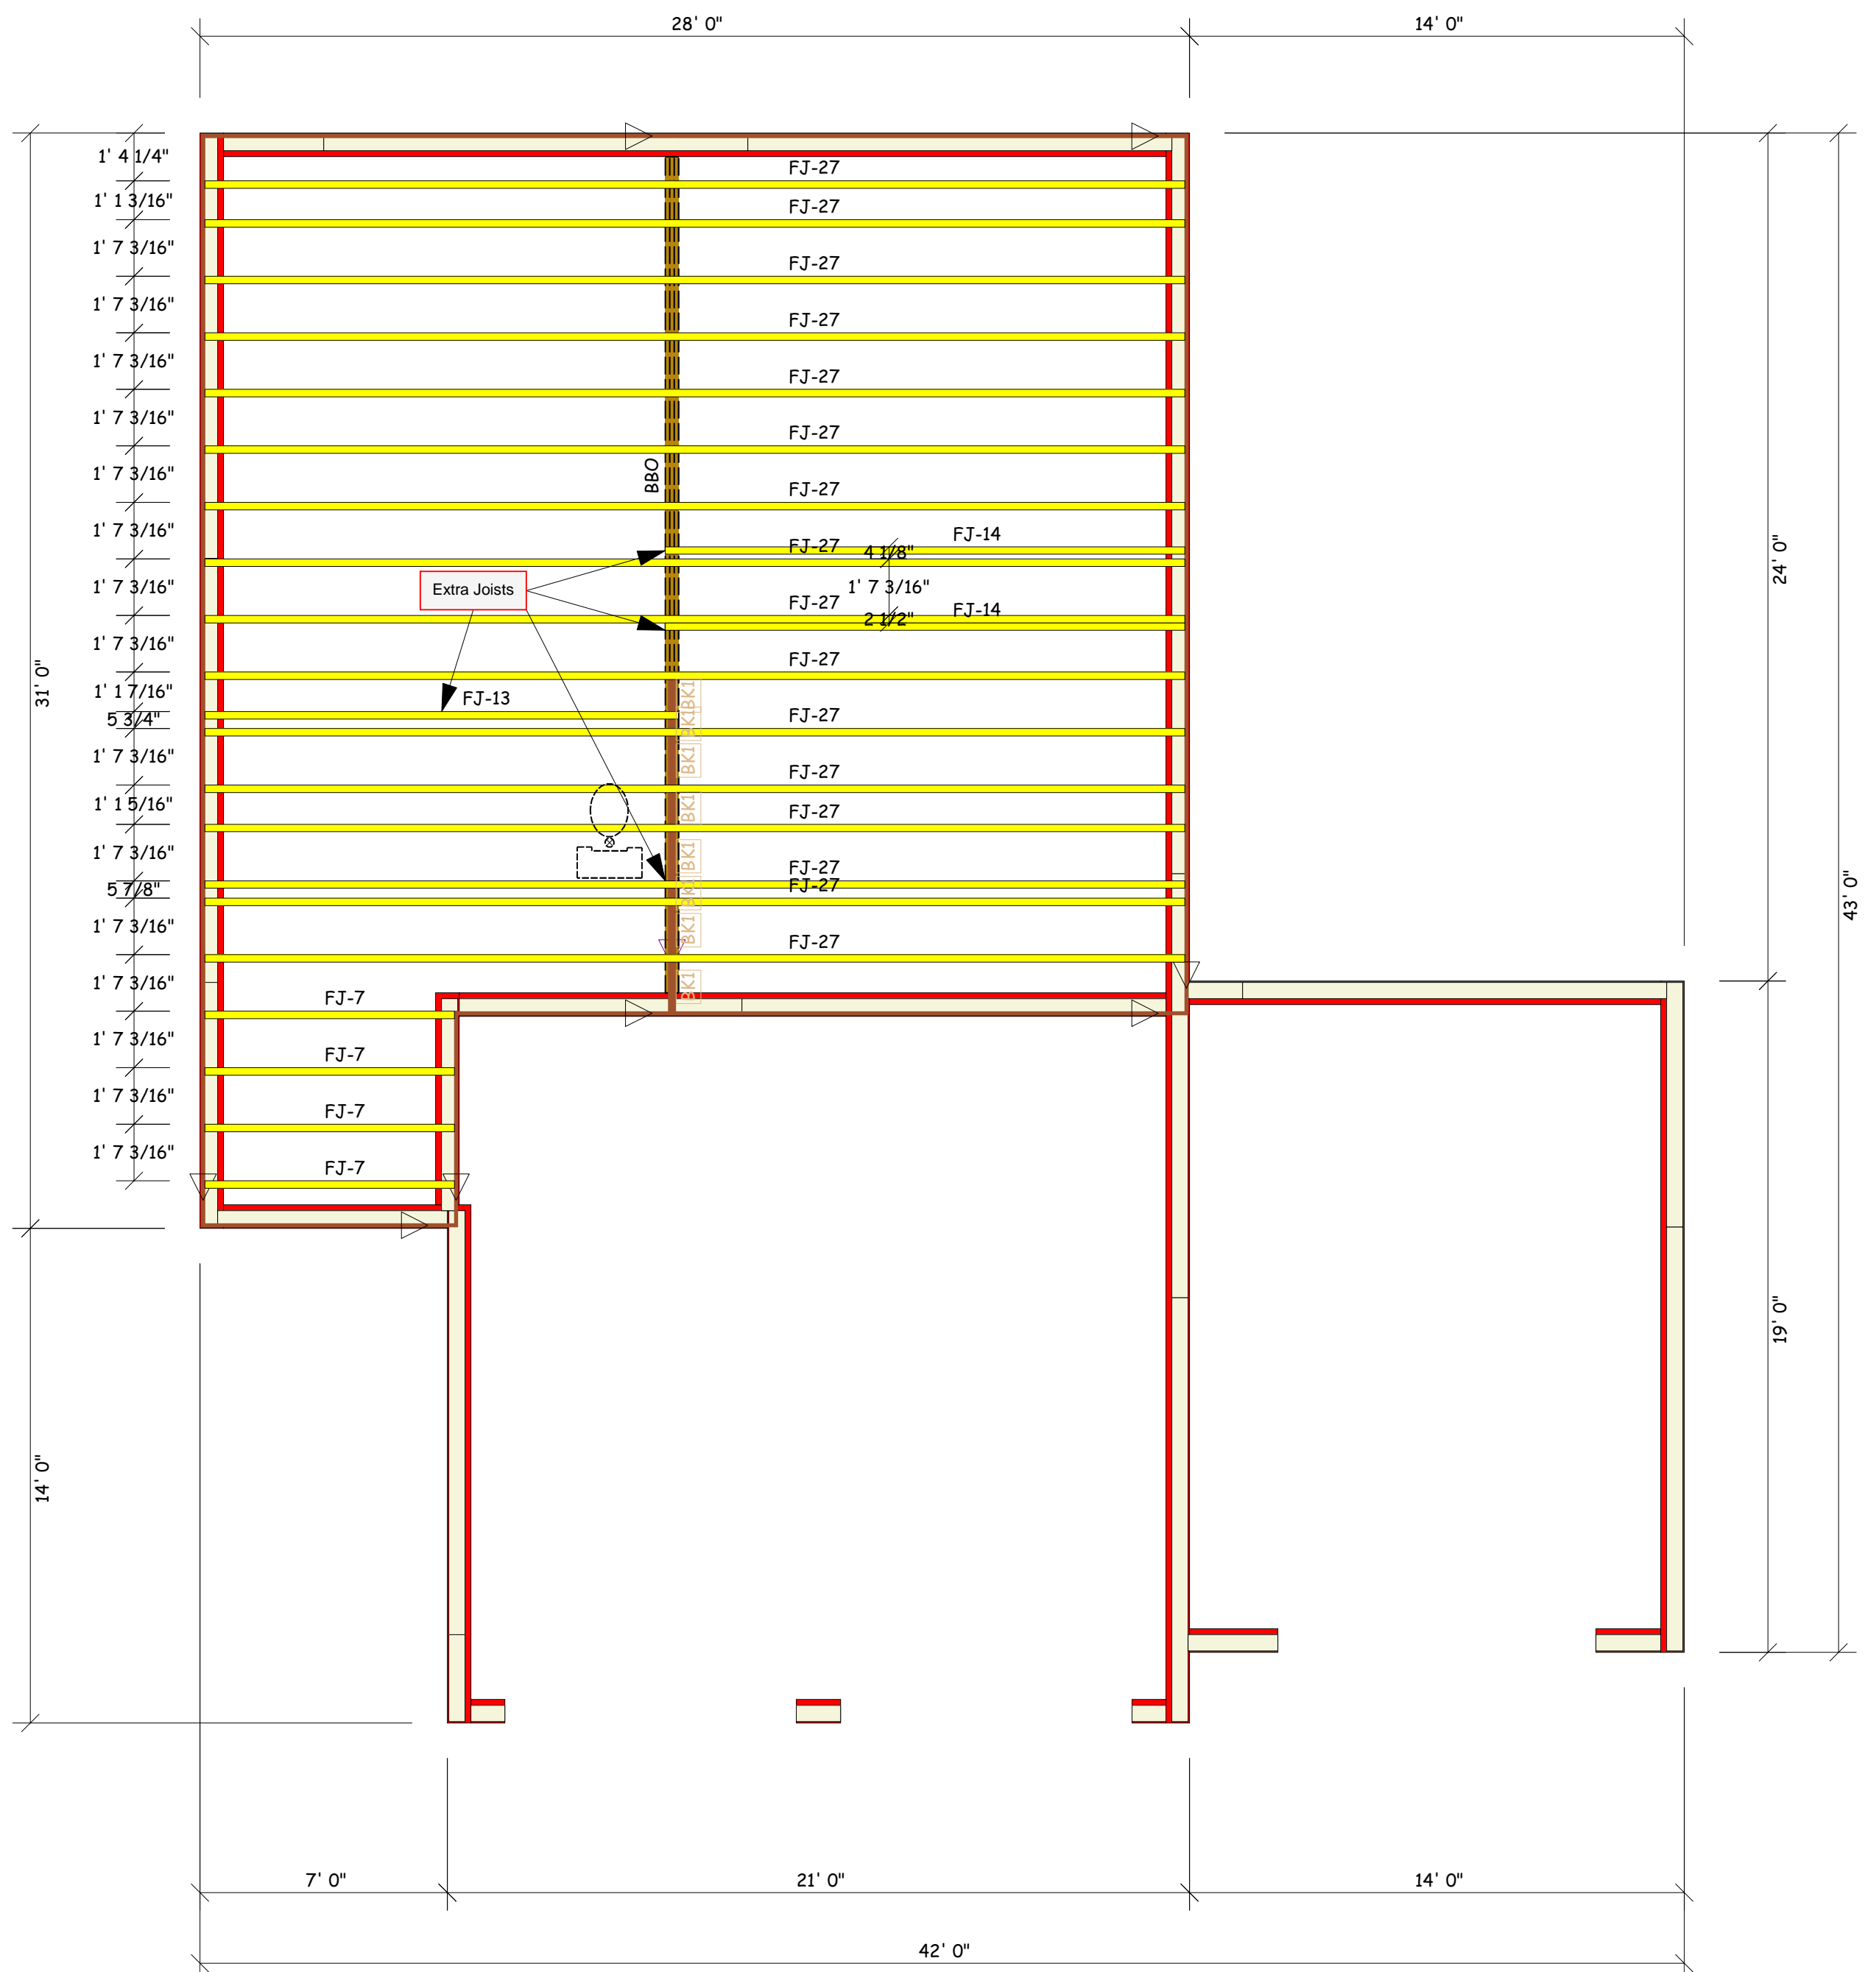 28' 0"
14' 0"
1' 4 1/4"
FJ-27
1' 1 3/16"
FJ-27
1' 7 3/16"
FJ-27
1' 7 3/16"
FJ-27
1' 7 3/16"
FJ-27
1' 7 3/16"
FJ-27
1' 7 3/16"
BBO
FJ-27
1' 7 3/16"
FJ-14
FJ-27
4 1/8"
24' 0"
1' 7 3/16"
Extra Joists
1' 7 3/16"
FJ-27
FJ-14
2 1/2"
1' 7 3/16"
FJ-27
31' 0"
1' 1 7/16"
FJ-13
BK1
5 3/4"
BK1
FJ-27
1' 7 3/16"
BK1
FJ-27
1' 1 5/16"
BK1
FJ-27
1' 7 3/16"
BK1
FJ-27
5 7/8"
BK1
FJ-27
43' 0"
1' 7 3/16"
BK1
FJ-27
1' 7 3/16"
BK1
FJ-7
1' 7 3/16"
FJ-7
1' 7 3/16"
FJ-7
1' 7 3/16"
FJ-7
19' 0"
14' 0"
7' 0"
21' 0"
14' 0"
42' 0"